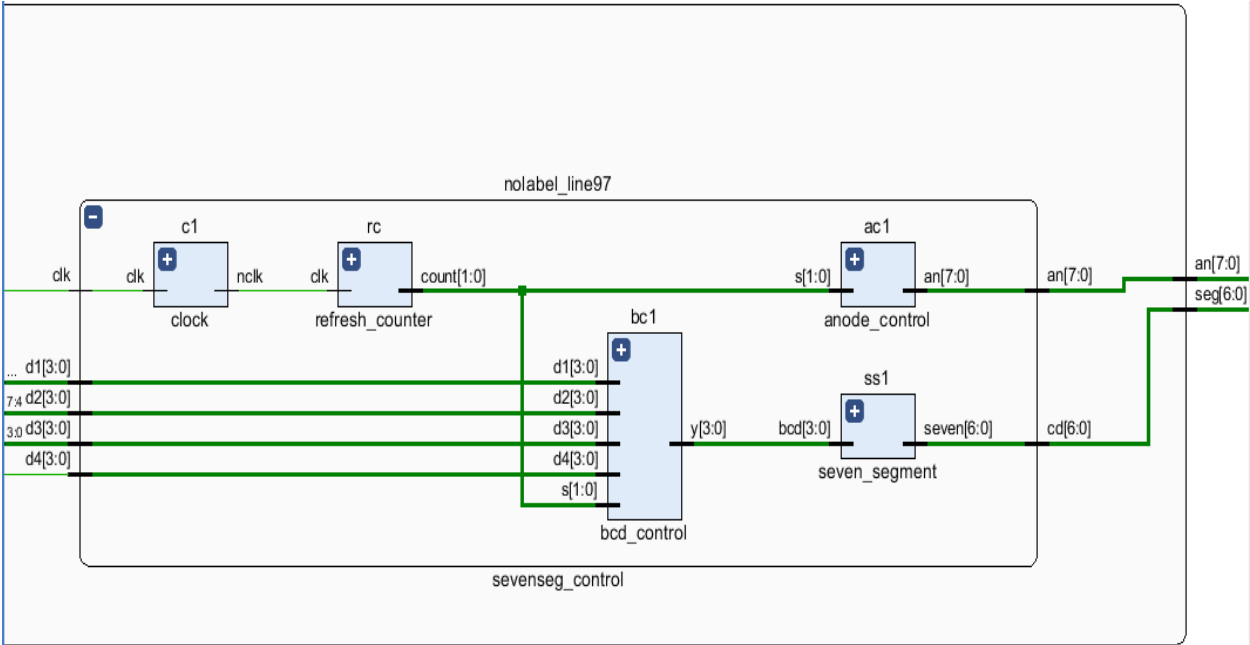 nolabel_line97
c1
rc
ac1
clk
clk
nclk
clk
count[1:0]
s[1:0]
an[7:0]
an[7:0]
an[7:0]
seg[6:0]
clock
refresh_counter
anode_control
bc1
... d1[3:0]
d1[3:0]
7:4 d2[3:0]
d2[3:0]
ss1
3:0 d3[3:0]
d3[3:0]
y[3:0]
bcd[3:0]
seven[6:0]
cd[6:0]
d4[3:0]
d4[3:0]
seven_segment
s[1:0]
bcd_control
sevenseg_control